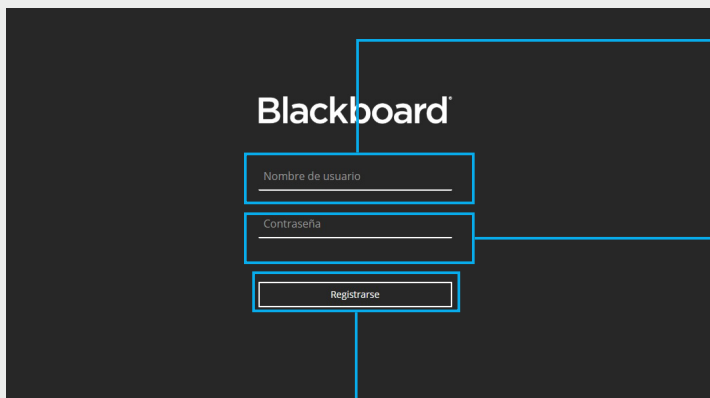 Blackboard
Nombre de usuario
Contraseña
Registrarse